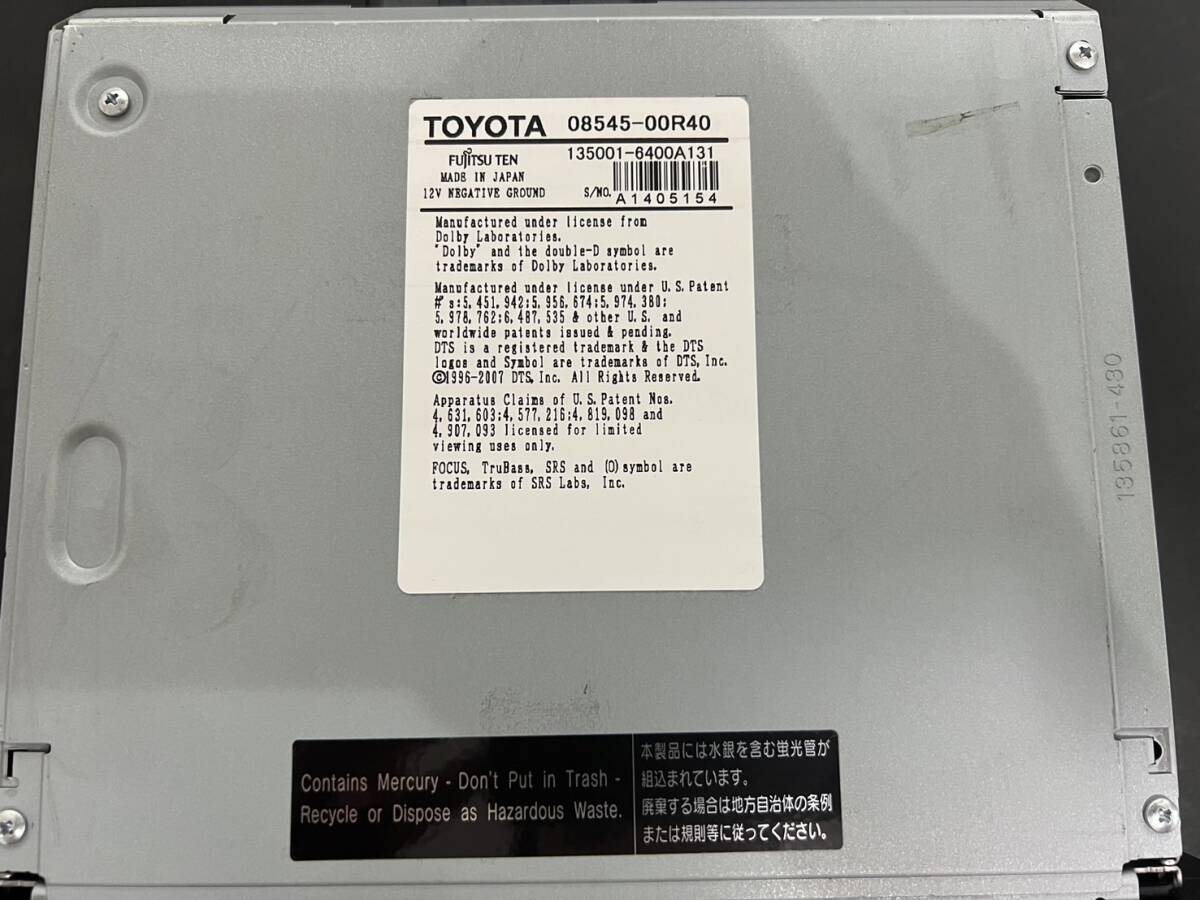 TOYOTA 08545-00R40
FUJITSU TEN 135001-6400A131
MADE IN JAPAN
12V NEGATIVE GROUND S/NO. A1405154
Manufactured under license from
Dolby Laboratories.
"Dolby" and the double-D symbol are
trademarks of Dolby Laboratories.
Manufactured under license under U.S.Patent
#'s:5,451,942;5,956,674;5,974,380;
5,978,762;6,487,535 & other U.S. and
worldwide patents issued & pending.
DTS is a registered trademark & the DTS
logos and Symbol are trademarks of DTS, Inc.
©1996-2007 DTS, Inc. All Rights Reserved.
Apparatus Claims of U.S.Patent Nos.
4,631,603;4,577,216;4,819,098 and
4,907,093 licensed for limited
viewing uses only.
FOCUS, TruBass, SRS and (O) symbol are
trademarks of SRS Labs, Inc.
135861-430
Contains Mercury - Don't Put in Trash -
Recycle or Dispose as Hazardous Waste.
本製品には水銀を含む蛍光管が
組込まれています。
廃棄する場合は地方自治体の条例
または規則等に従ってください。